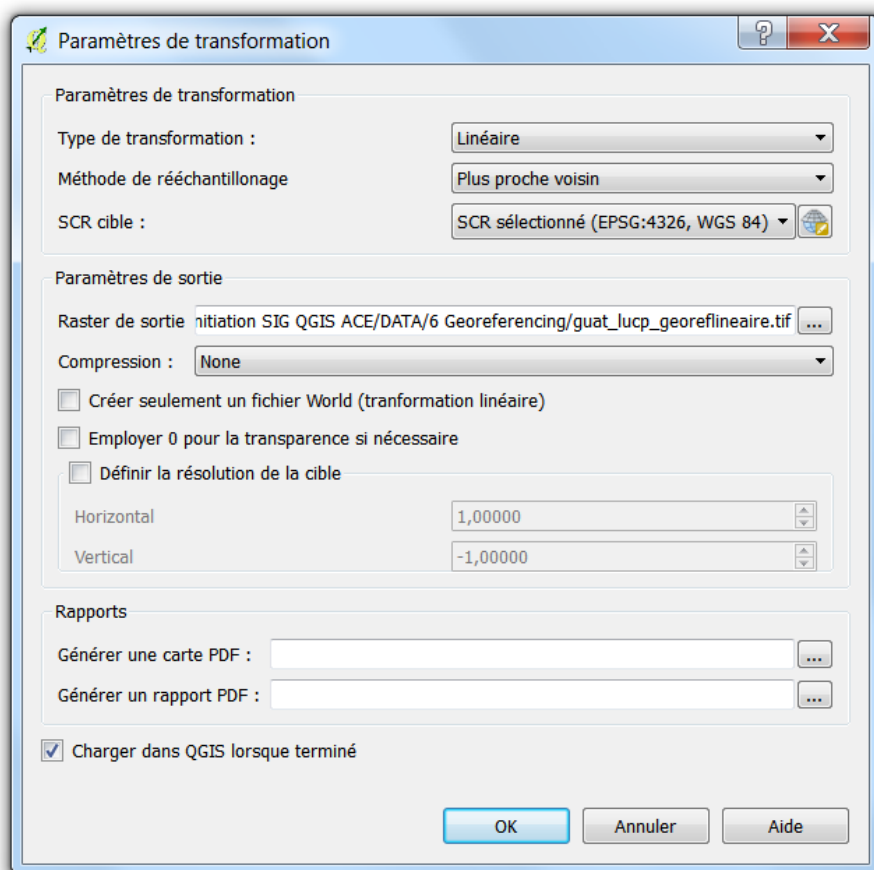 Paramètres de transformation
Paramètres de transformation
Type de transformation :
Linéaire
Méthode de rééchantillonage
Plus proche voisin
SCR cible :
SCR sélectionné (EPSG:4326, WGS 84)
Paramètres de sortie
Raster de sortie
nitiation SIG QGIS ACE/DATA/6 Georeferencing/guat_lucp_georeflineaire.tif
...
Compression :
None
Créer seulement un fichier World (tranformation linéaire)
Employer 0 pour la transparence si nécessaire
Définir la résolution de la cible
Horizontal
1,00000
Vertical
-1,00000
Rapports
Générer une carte PDF :
...
Générer un rapport PDF :
...
Charger dans QGIS lorsque terminé
OK
Annuler
Aide